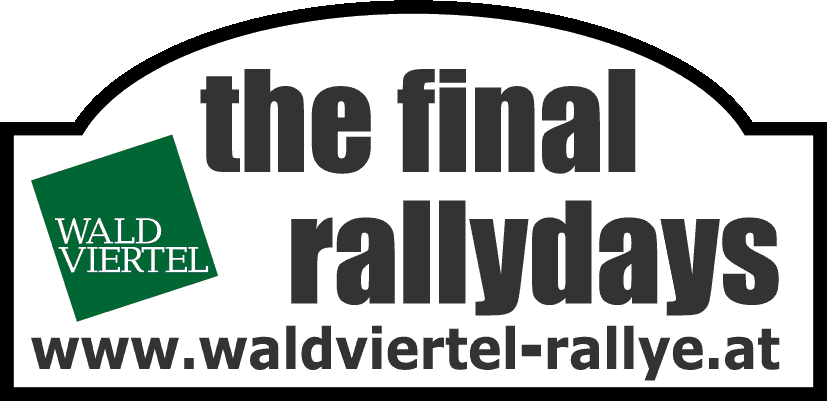 the final
rallydays
WALD
VIERTEL
www.waldviertel-rallye.at